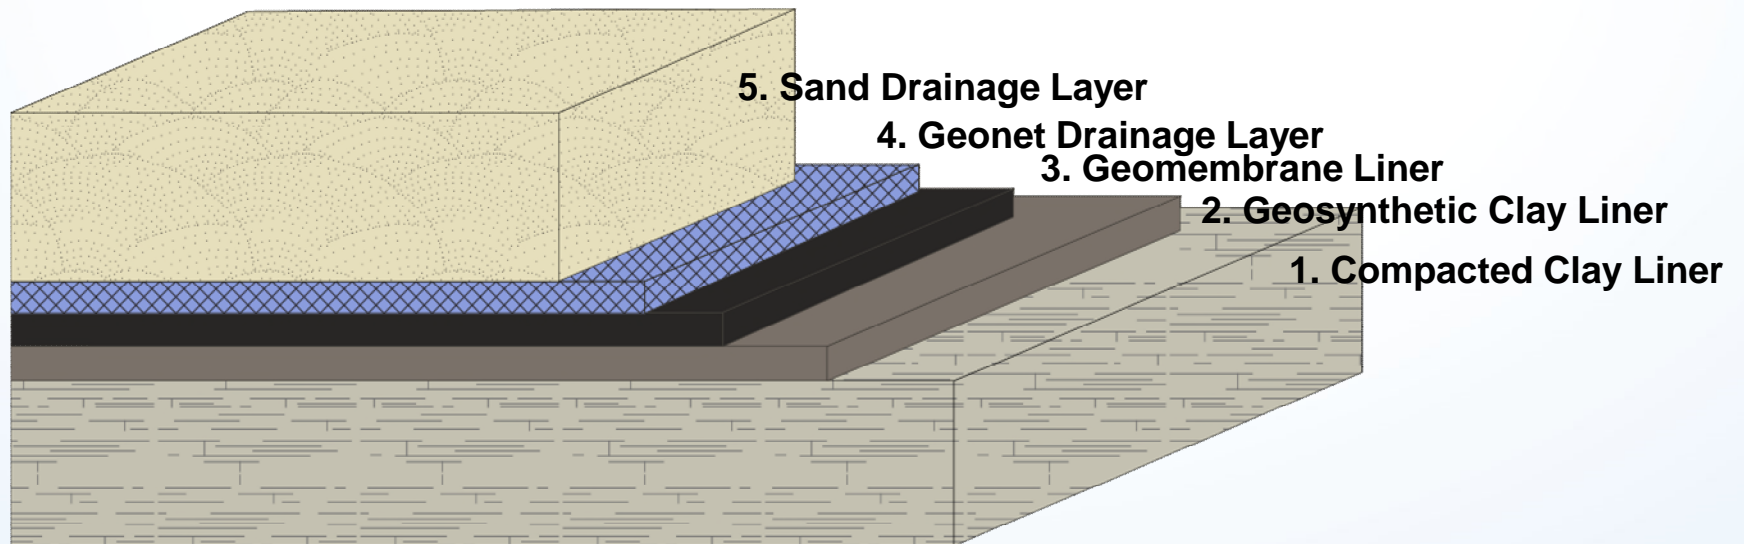 5. Sand Drainage Layer
4. Geonet Drainage Layer
3. Geomembrane Liner
2. Geosynthetic Clay Liner
1. Compacted Clay Liner